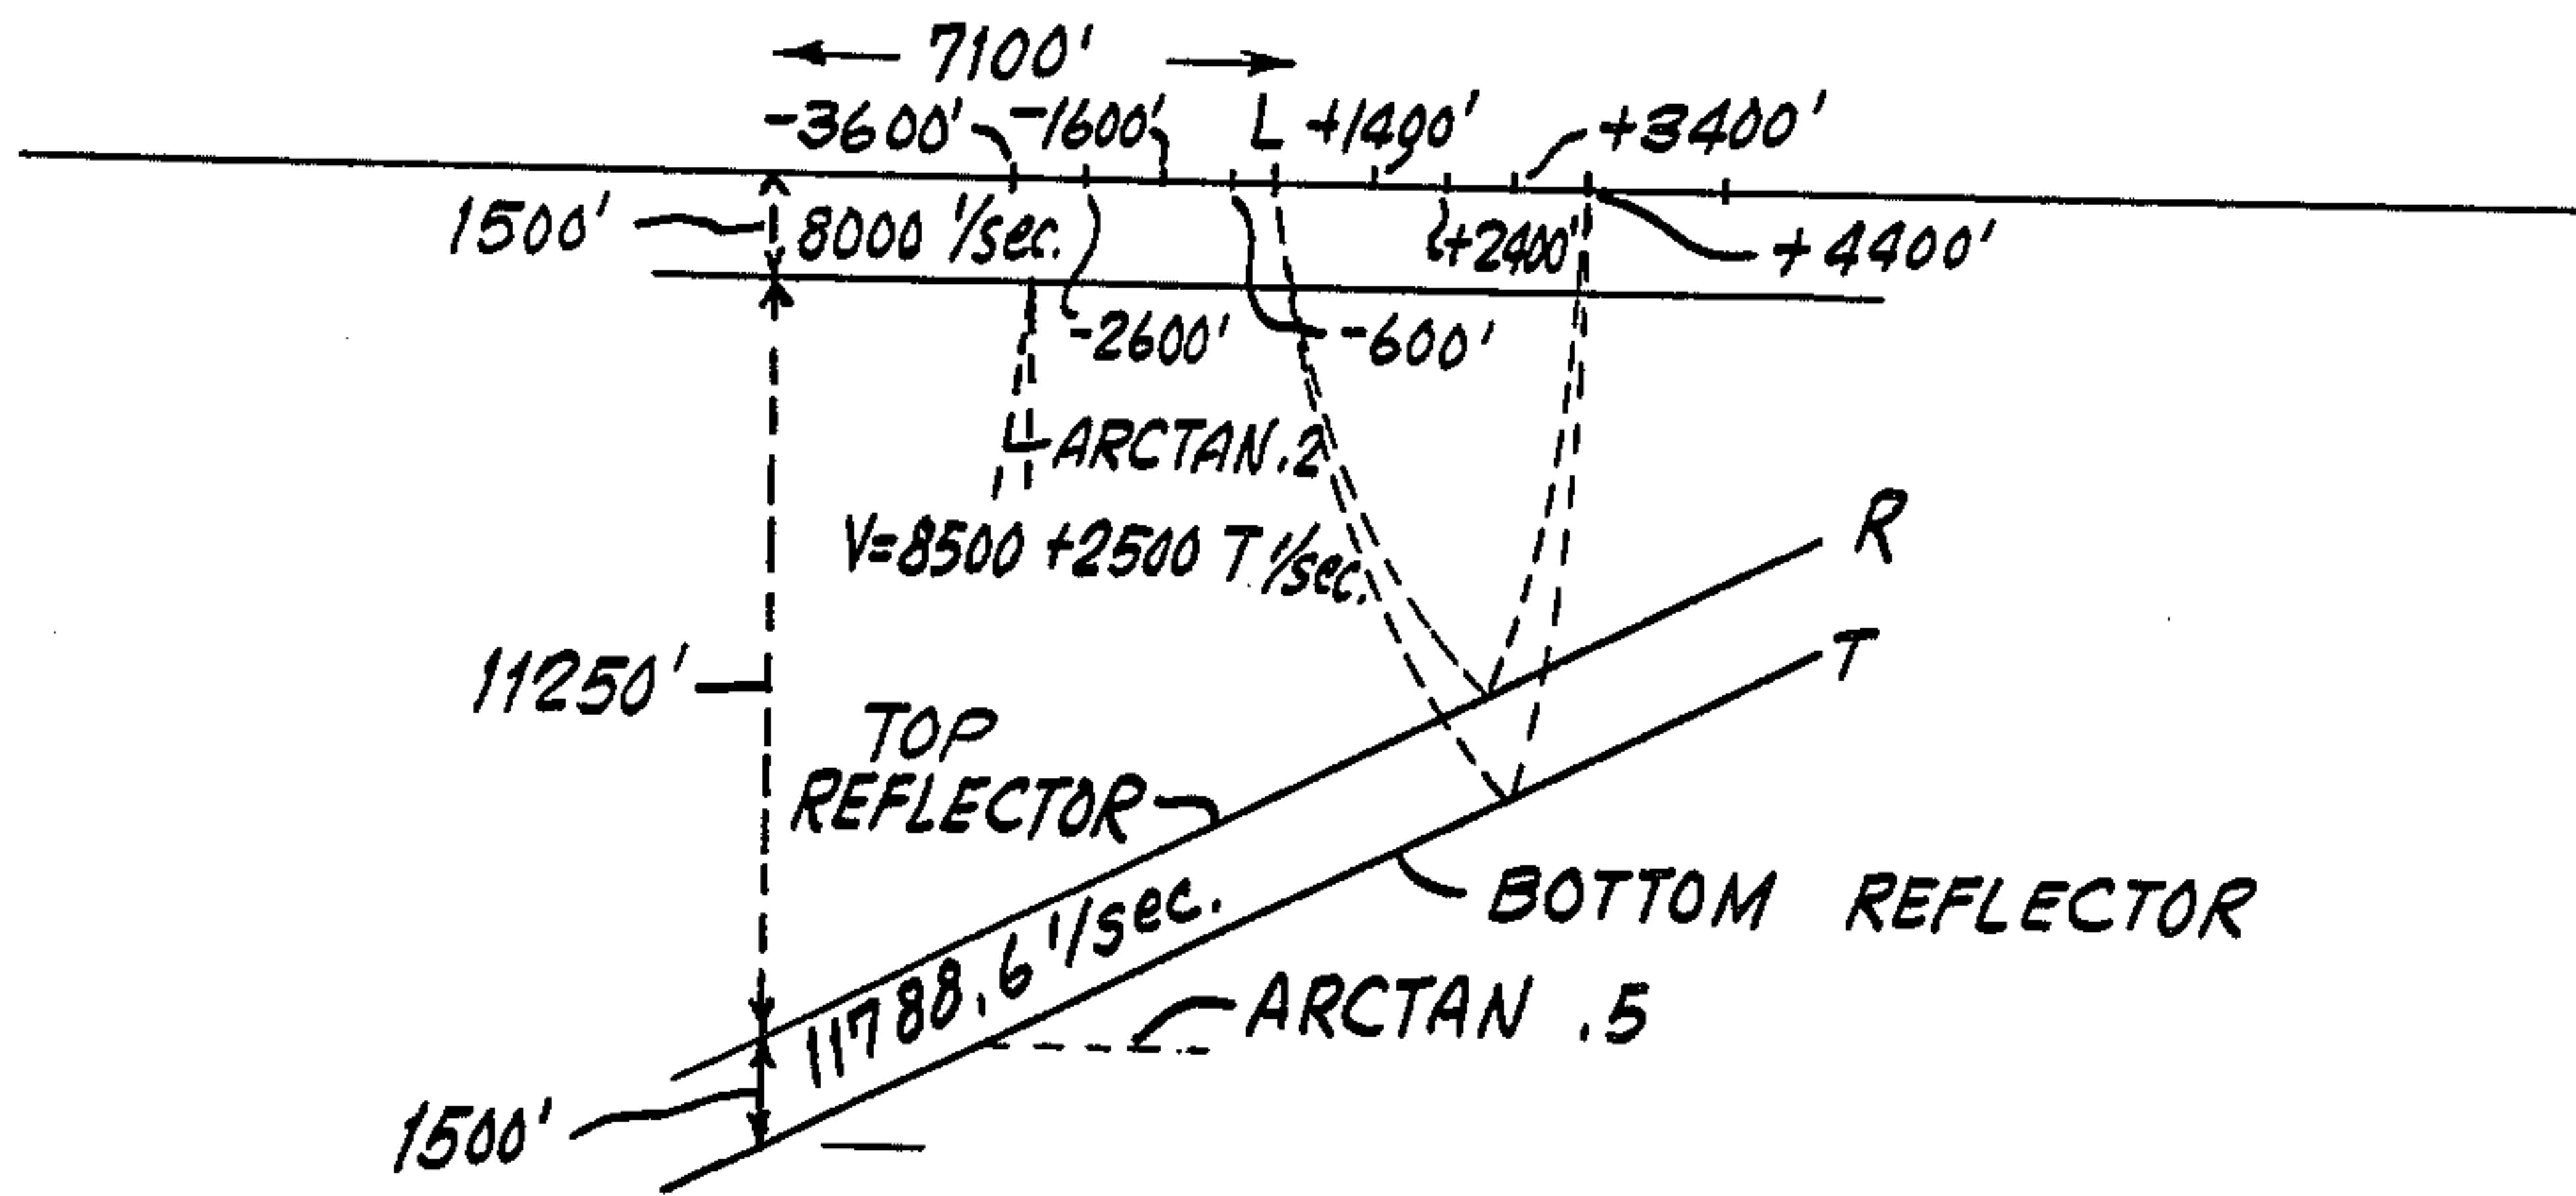 7100'
-3600' -1600' L +1400' +3400'
1500' 8000 '/sec. +2400' +4400'
-2600' -600'
ARCTAN .2
V=8500 +2500 T '/sec.
R
T
11250'
TOP
REFLECTOR
11788.6 '/sec.
BOTTOM REFLECTOR
ARCTAN .5
1500'